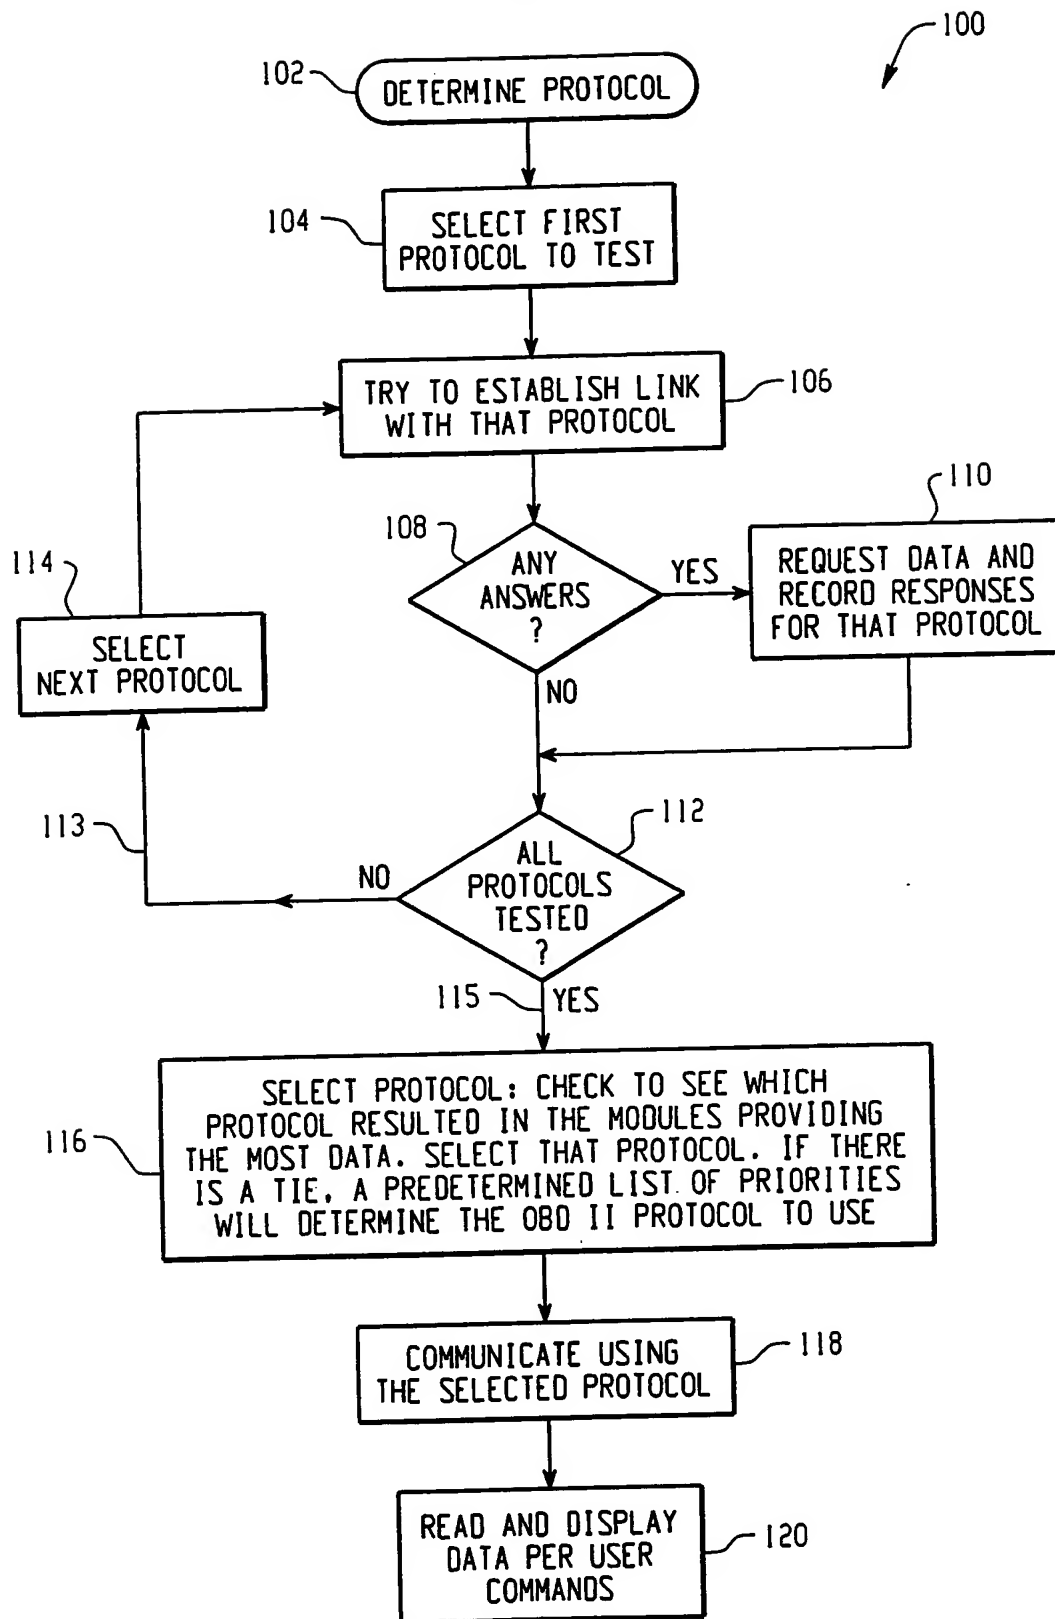 100
102
DETERMINE PROTOCOL
104
SELECT FIRST
PROTOCOL TO TEST
TRY TO ESTABLISH LINK
WITH THAT PROTOCOL
106
108
ANY
ANSWERS
?
YES
NO
110
REQUEST DATA AND
RECORD RESPONSES
FOR THAT PROTOCOL
114
SELECT
NEXT PROTOCOL
113
112
ALL
PROTOCOLS
TESTED
?
NO
115
YES
116
SELECT PROTOCOL: CHECK TO SEE WHICH
PROTOCOL RESULTED IN THE MODULES PROVIDING
THE MOST DATA. SELECT THAT PROTOCOL. IF THERE
IS A TIE, A PREDETERMINED LIST OF PRIORITIES
WILL DETERMINE THE OBD II PROTOCOL TO USE
COMMUNICATE USING
THE SELECTED PROTOCOL
118
READ AND DISPLAY
DATA PER USER
COMMANDS
120